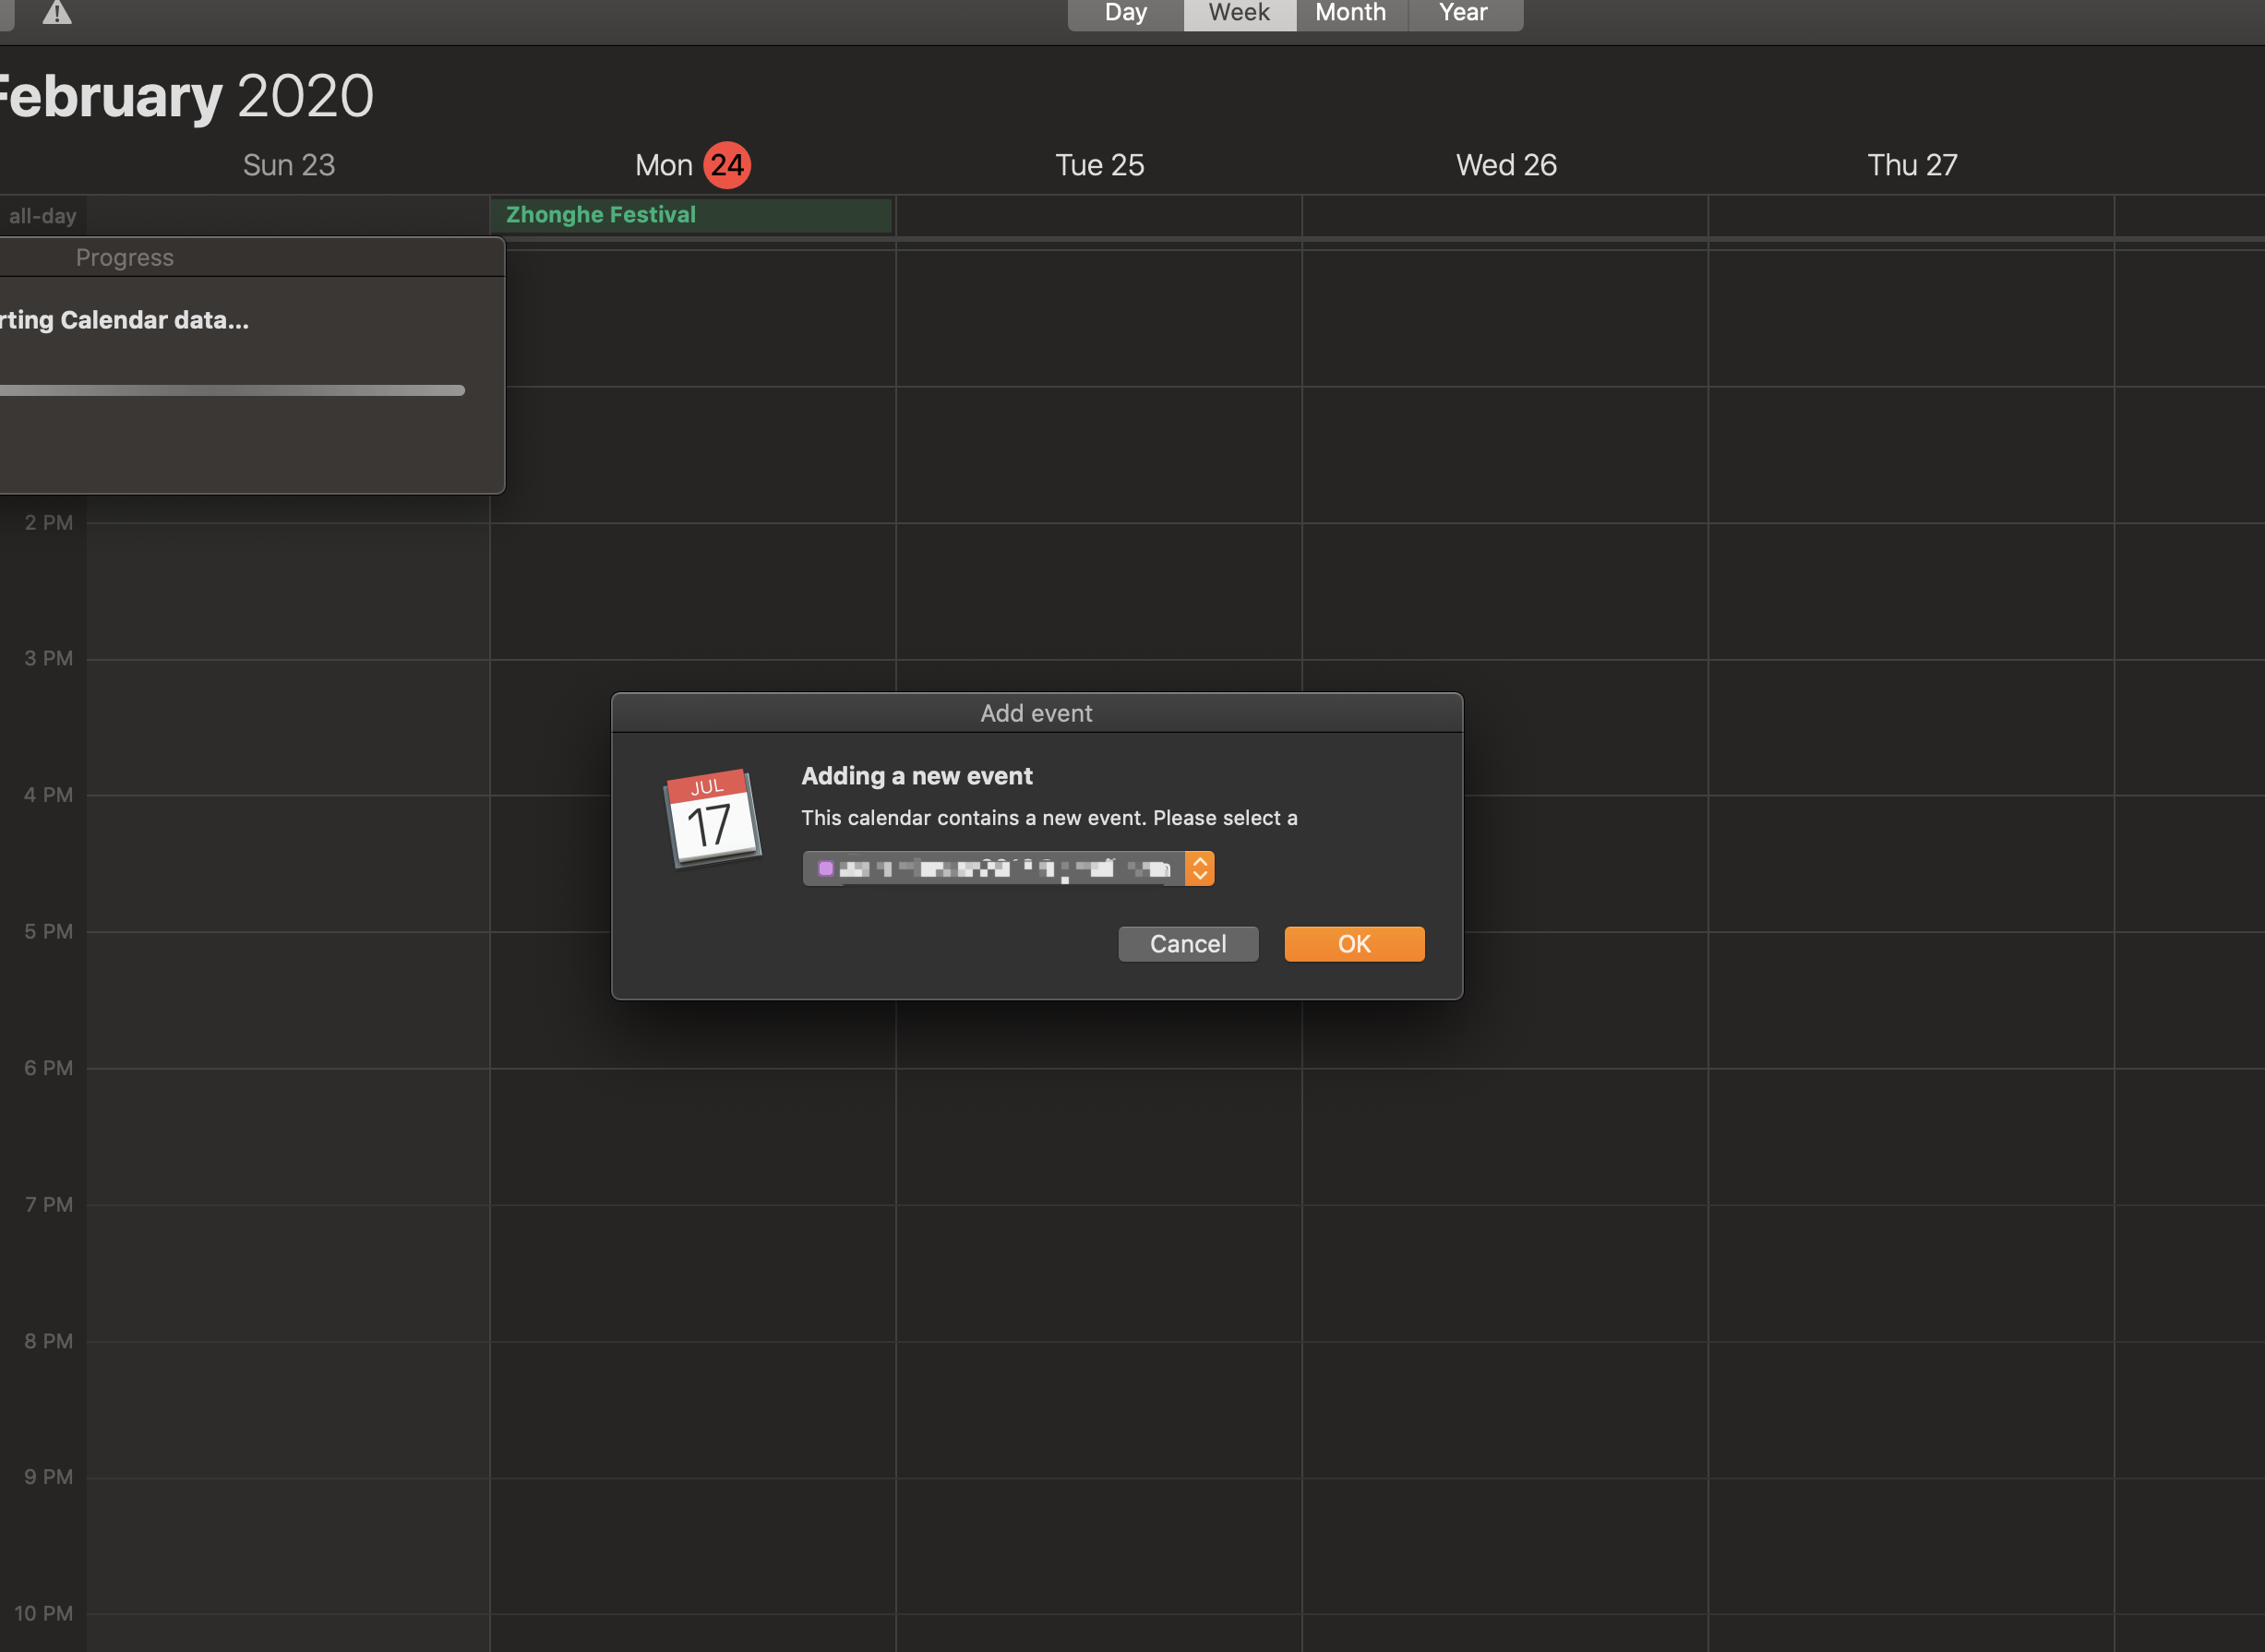 Day Week Month Year
February 2020
Sun 23 Mon 24 Tue 25 Wed 26 Thu 27
all-day Zhonghe Festival
Progress
rting Calendar data...
2 PM
3 PM
Add event
JUL
17
Adding a new event
This calendar contains a new event. Please select a
Cancel OK
4 PM
5 PM
6 PM
7 PM
8 PM
9 PM
10 PM